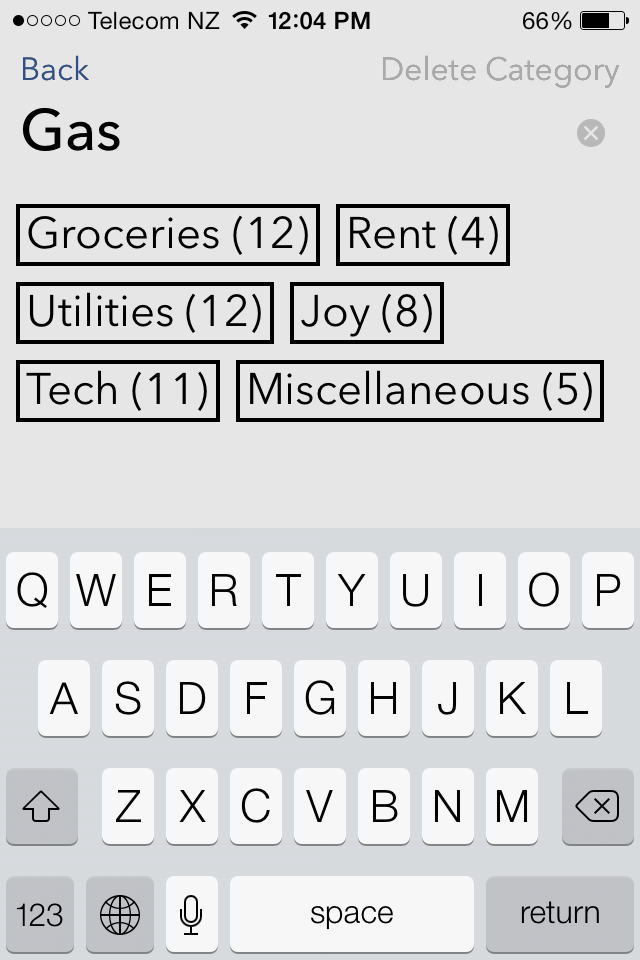 Telecom NZ 12:04 PM 66%
Back Delete Category
Gas
Groceries (12) Rent (4)
Utilities (12) Joy (8)
Tech (11) Miscellaneous (5)
Q W E R T Y U I O P
A S D F G H J K L
Z X C V B N M
123 space return